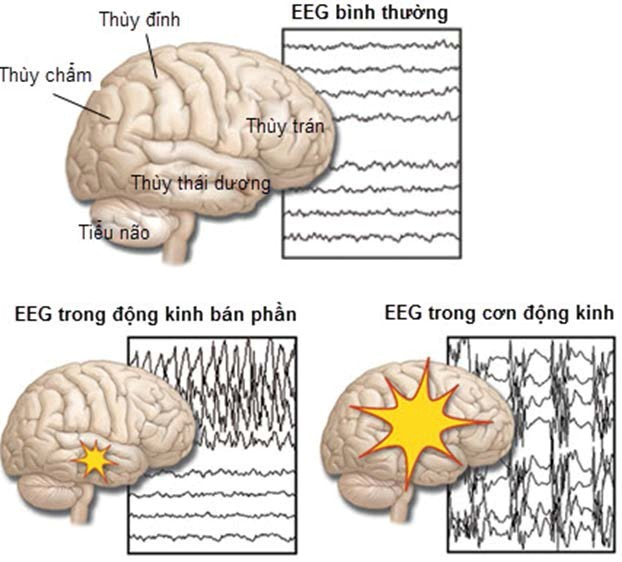 EEG bình thường
Thùy đỉnh
Thùy chẩm
Thùy trán
Thùy thái dương
Tiểu não
EEG trong động kinh bán phần
EEG trong cơn động kinh